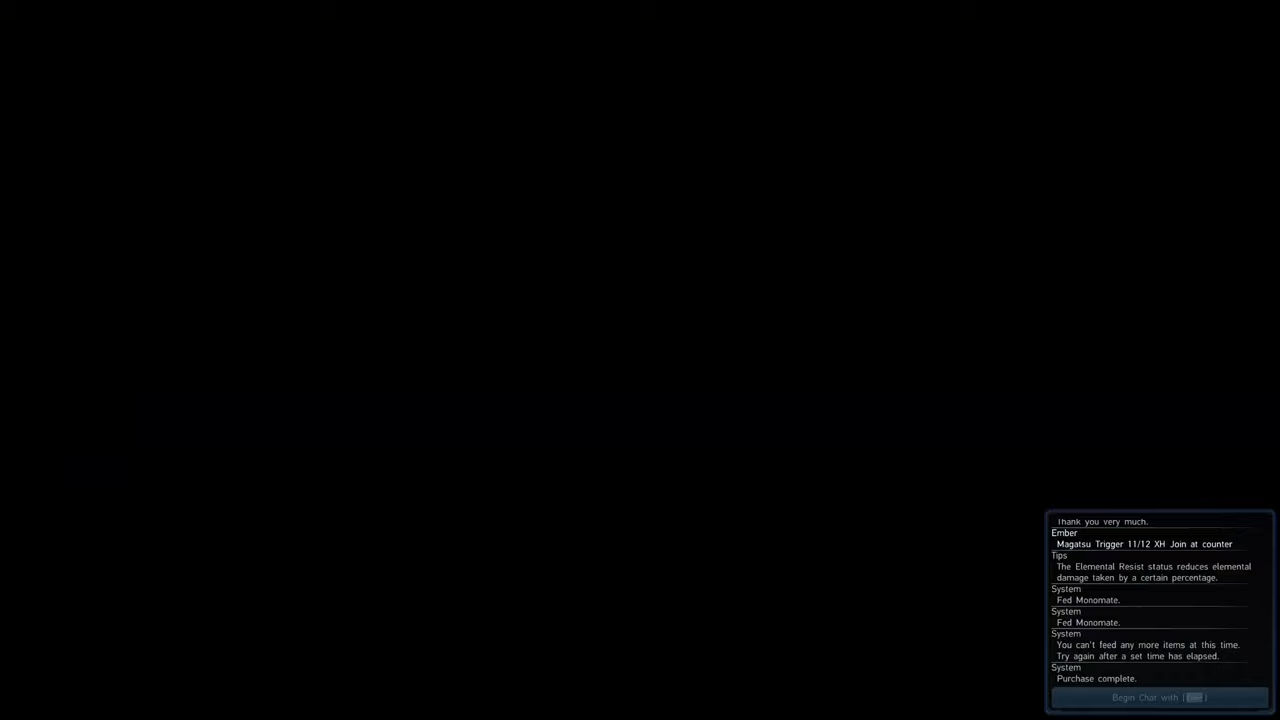 Thank you very much.
Ember
Magatsu Trigger 11/12 XH Join at counter
Tips
The Elemental Resist status reduces elemental
damage taken by a certain percentage.
System
Fed Monomate.
System
Fed Monomate.
System
You can't feed any more items at this time.
Try again after a set time has elapsed.
System
Purchase complete.
Begin Chat with [ ]